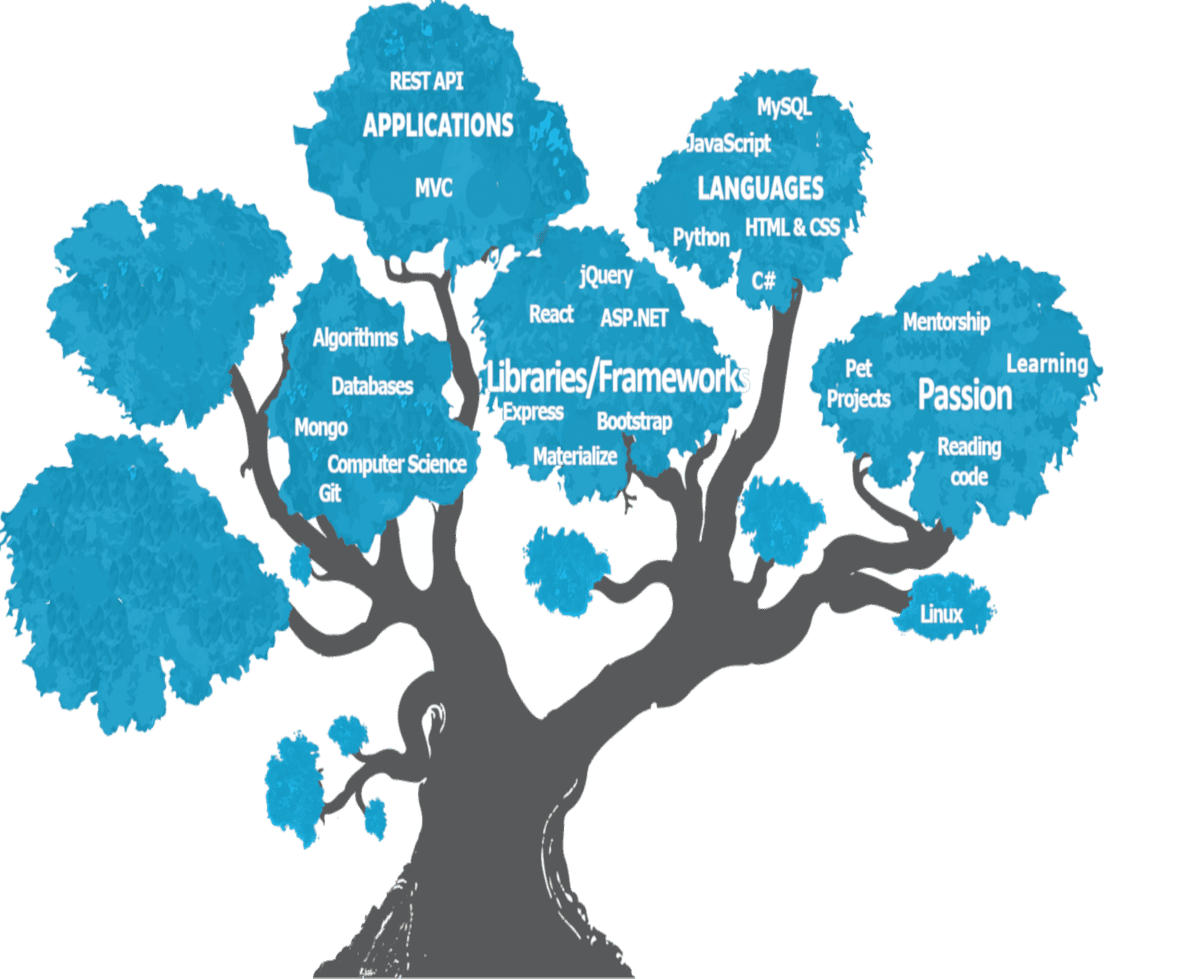 REST API
APPLICATIONS
MVC
MySQL
JavaScript
LANGUAGES
Python
HTML & CSS
C#
Algorithms
Databases
Mongo
Computer Science
Git
jQuery
React
ASP.NET
Libraries/Frameworks
Express
Bootstrap
Materialize
Mentorship
Learning
Pet
Projects
Passion
Reading
code
Linux